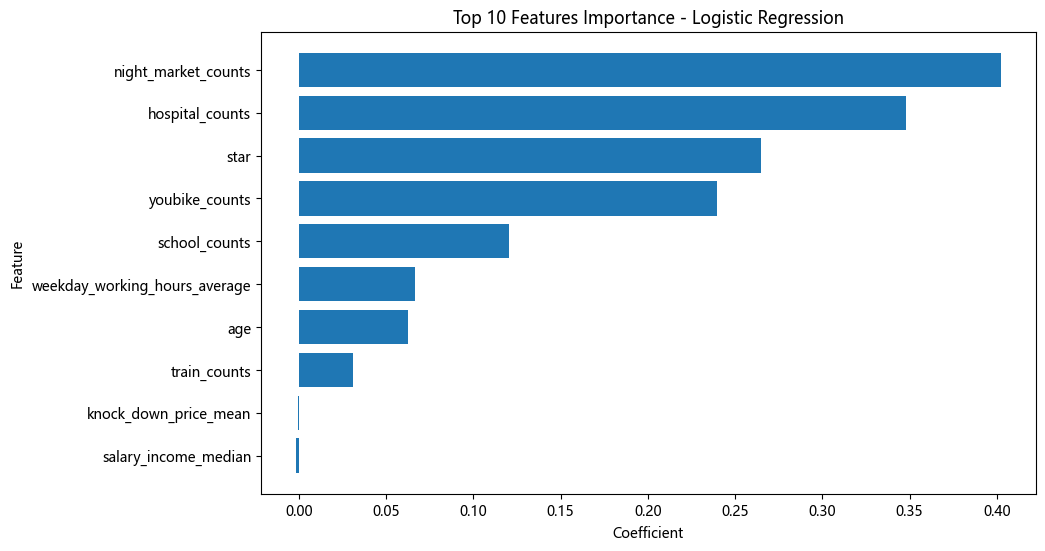 Top 10 Features Importance - Logistic Regression
Feature
night_market_counts
hospital_counts
star
youbike_counts
school_counts
weekday_working_hours_average
age
train_counts
knock_down_price_mean
salary_income_median
0.00 0.05 0.10 0.15 0.20 0.25 0.30 0.35 0.40
Coefficient